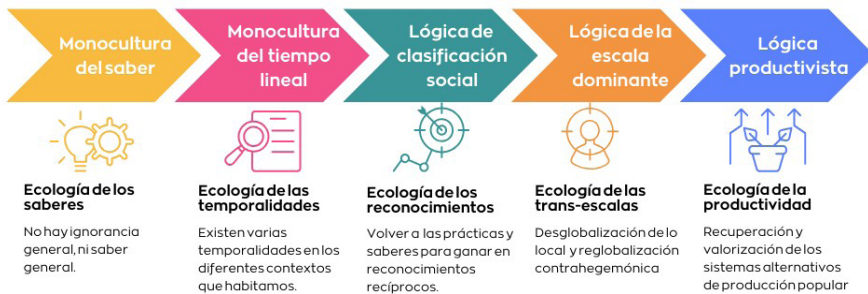 Monocultura
del saber
Monocultura
del tiempo
lineal
Lógica de
clasificación
social
Lógica de la
escala
dominante
Lógica
productivista
Ecología de los
saberes
No hay ignorancia
general, ni saber
general.
Ecología de las
temporalidades
Existen varias
temporalidades en los
diferentes contextos
que habitamos.
Ecología de los
reconocimientos
Volver a las prácticas y
saberes para ganar en
reconocimientos
recíprocos.
Ecología de las
trans-escalas
Desglobalización de lo
local y reglobalización
contrahegemónica
Ecología de la
productividad
Recuperación y
valorización de los
sistemas alternativos
de producción popular